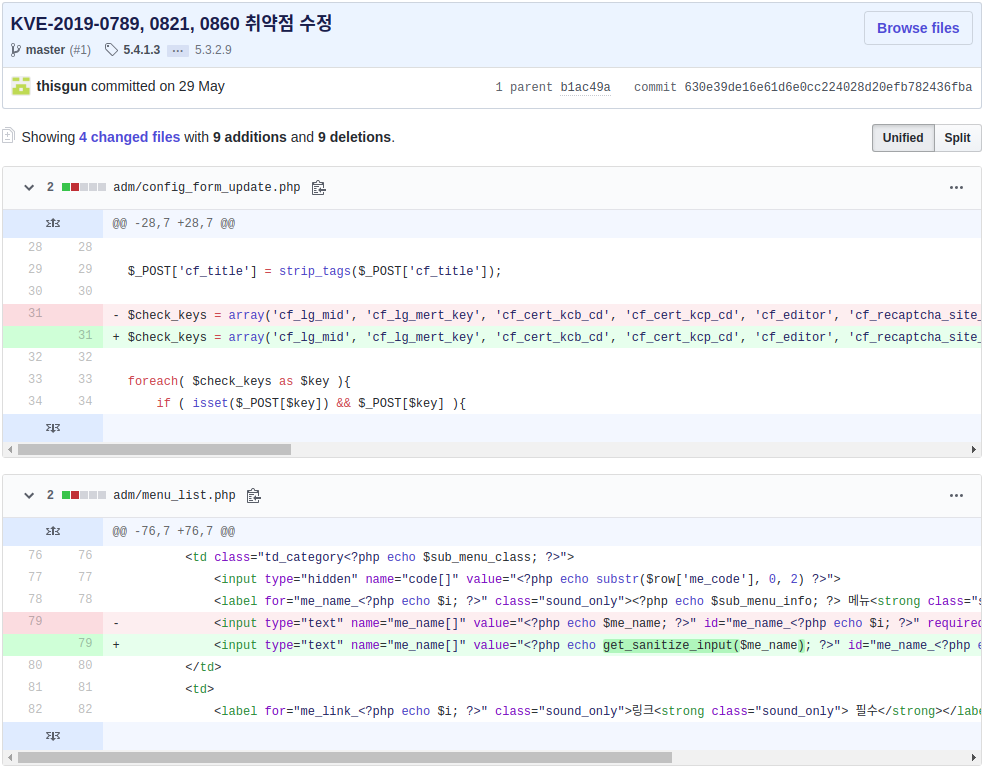 KVE-2019-0789, 0821, 0860 취약점 수정
Browse files
master (#1) 5.4.1.3 ... 5.3.2.9
thisgun committed on 29 May
1 parent b1ac49a commit 630e39de16e61d6e0cc224028d20efb782436fba
Showing 4 changed files with 9 additions and 9 deletions.
Unified Split
2 adm/config_form_update.php ...
@@ -28,7 +28,7 @@
28 28
29 29 $_POST['cf_title'] = strip_tags($_POST['cf_title']);
30 30
31 - $check_keys = array('cf_lg_mid', 'cf_lg_mert_key', 'cf_cert_kcb_cd', 'cf_cert_kcp_cd', 'cf_editor', 'cf_recaptcha_site_
31 + $check_keys = array('cf_lg_mid', 'cf_lg_mert_key', 'cf_cert_kcb_cd', 'cf_cert_kcp_cd', 'cf_editor', 'cf_recaptcha_site_
32 32
33 33 foreach( $check_keys as $key ){
34 34 if ( isset($_POST[$key]) && $_POST[$key] ){
2 adm/menu_list.php ...
@@ -76,7 +76,7 @@
76 76 <td class="td_category<?php echo $sub_menu_class; ?>">
77 77 <input type="hidden" name="code[]" value="<?php echo substr($row['me_code'], 0, 2) ?>">
78 78 <label for="me_name_<?php echo $i; ?>" class="sound_only"><?php echo $sub_menu_info; ?> 메뉴<strong class="s
79 - <input type="text" name="me_name[]" value="<?php echo $me_name; ?>" id="me_name_<?php echo $i; ?>" required
79 + <input type="text" name="me_name[]" value="<?php echo get_sanitize_input($me_name); ?>" id="me_name_<?php e
80 80 </td>
81 81 <td>
82 82 <label for="me_link_<?php echo $i; ?>" class="sound_only">링크<strong class="sound_only"> 필수</strong></labe